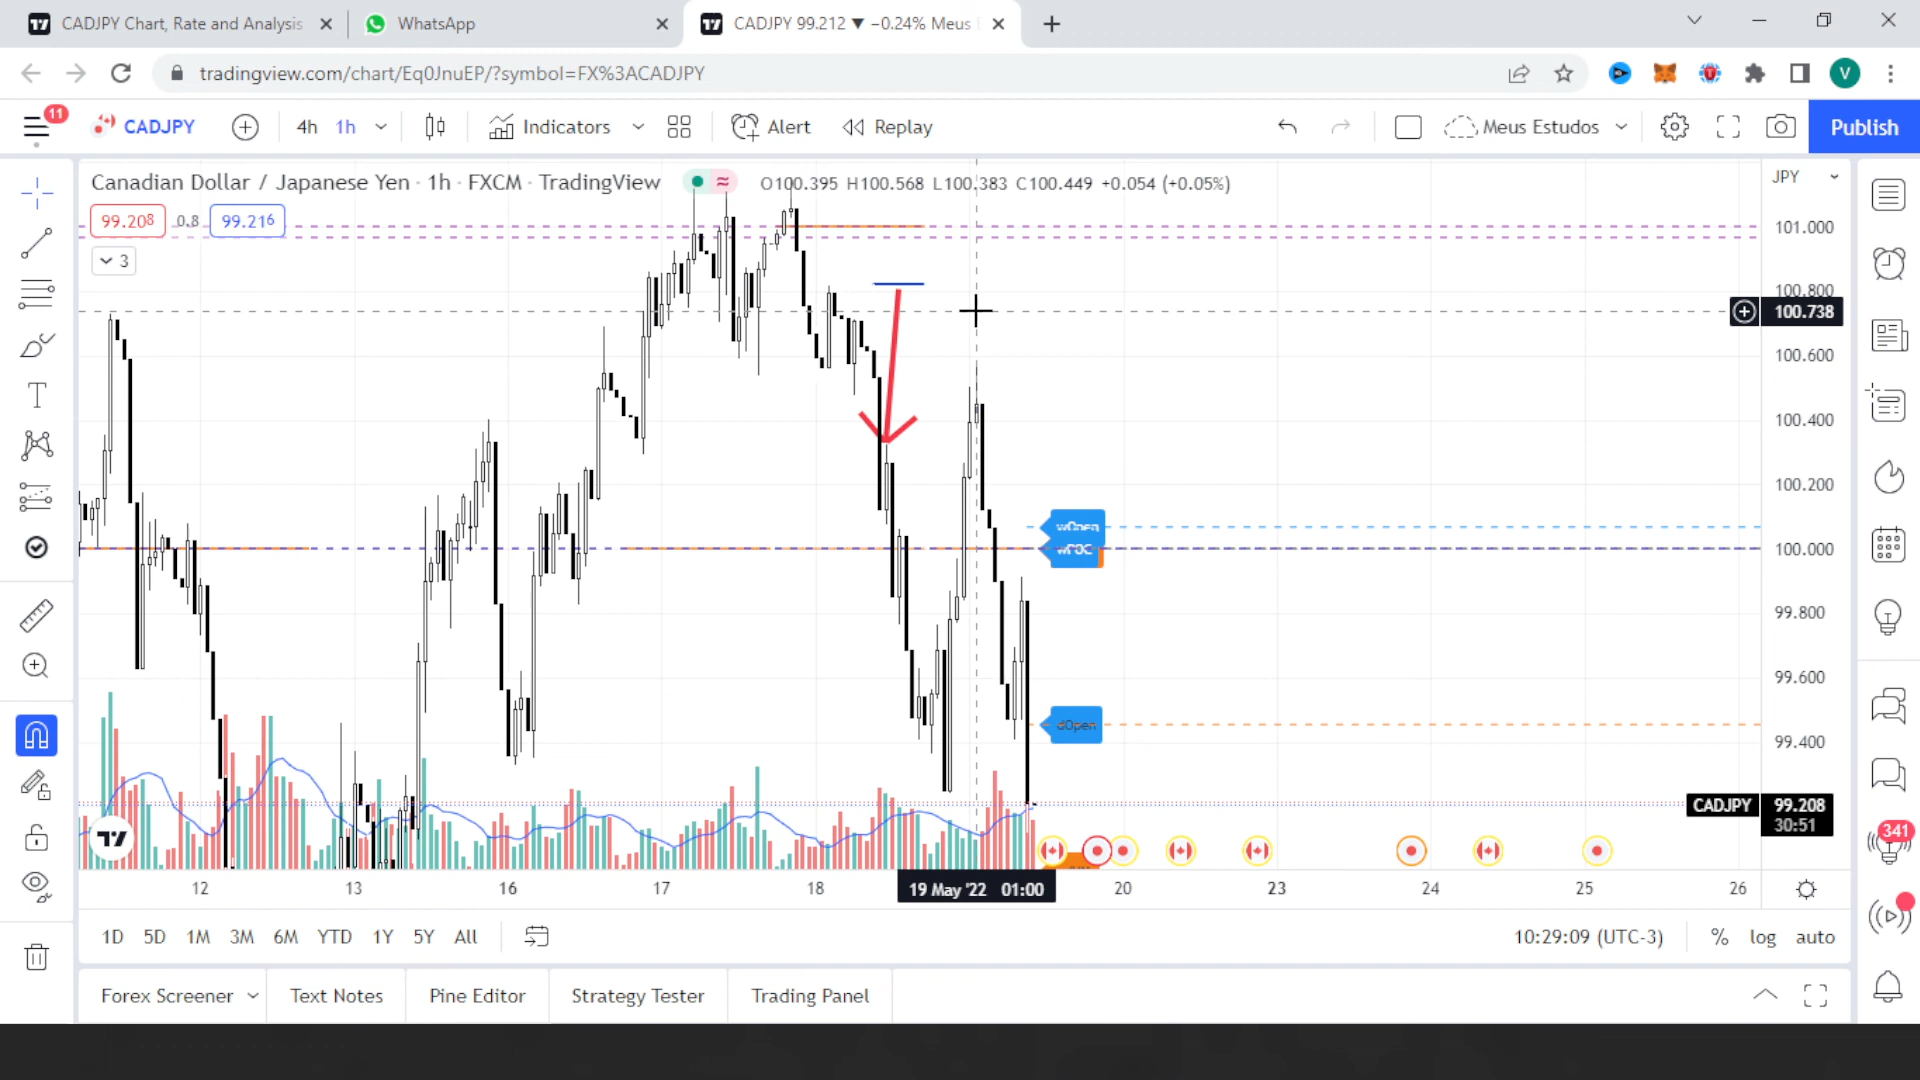 CADJPY Chart, Rate and Analysis
WhatsApp
CADJPY 99.212 ▼ −0.24% Meus
tradingview.com/chart/Eq0JnuEP/?symbol=FX%3ACADJPY
V
11
CADJPY
4h
1h
Indicators
Alert
Replay
Meus Estudos
Publish
Canadian Dollar / Japanese Yen · 1h · FXCM · TradingView
O100.395 H100.568 L100.383 C100.449 +0.054 (+0.05%)
JPY
99.208
0.8
99.216
3
101.000
100.800
100.738
100.600
100.400
100.200
100.000
99.800
99.600
99.400
wOpen
wPOC
dOpen
CADJPY
99.208
30:51
341
12
13
16
17
18
19 May '22 01:00
20
23
24
25
26
1D
5D
1M
3M
6M
YTD
1Y
5Y
All
10:29:09 (UTC-3)
%
log
auto
Forex Screener
Text Notes
Pine Editor
Strategy Tester
Trading Panel